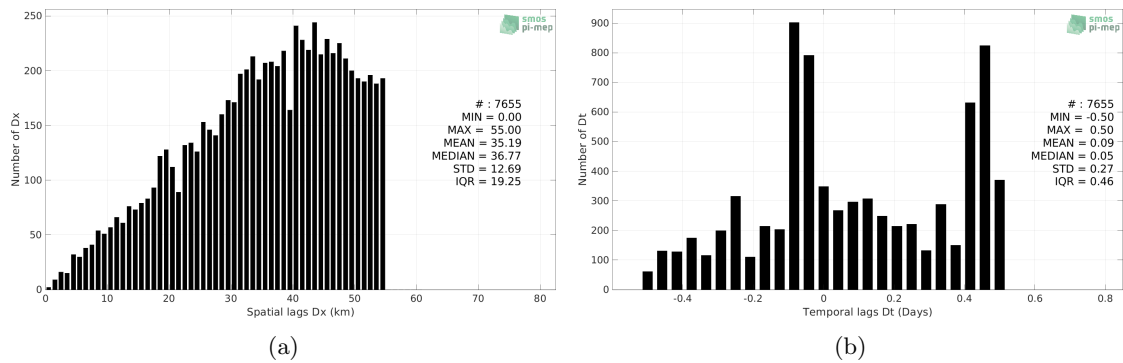 smos
pi-mep
250
200
150
100
50
0
Number of Dx
# : 7655
MIN = 0.00
MAX = 55.00
MEAN = 35.19
MEDIAN = 36.77
STD = 12.69
IQR = 19.25
0 10 20 30 40 50 60 70 80
Spatial lags Dx (km)
(a)
smos
pi-mep
900
800
700
600
500
400
300
200
100
0
Number of Dt
# : 7655
MIN = -0.50
MAX = 0.50
MEAN = 0.09
MEDIAN = 0.05
STD = 0.27
IQR = 0.46
-0.4 -0.2 0 0.2 0.4 0.6 0.8
Temporal lags Dt (Days)
(b)